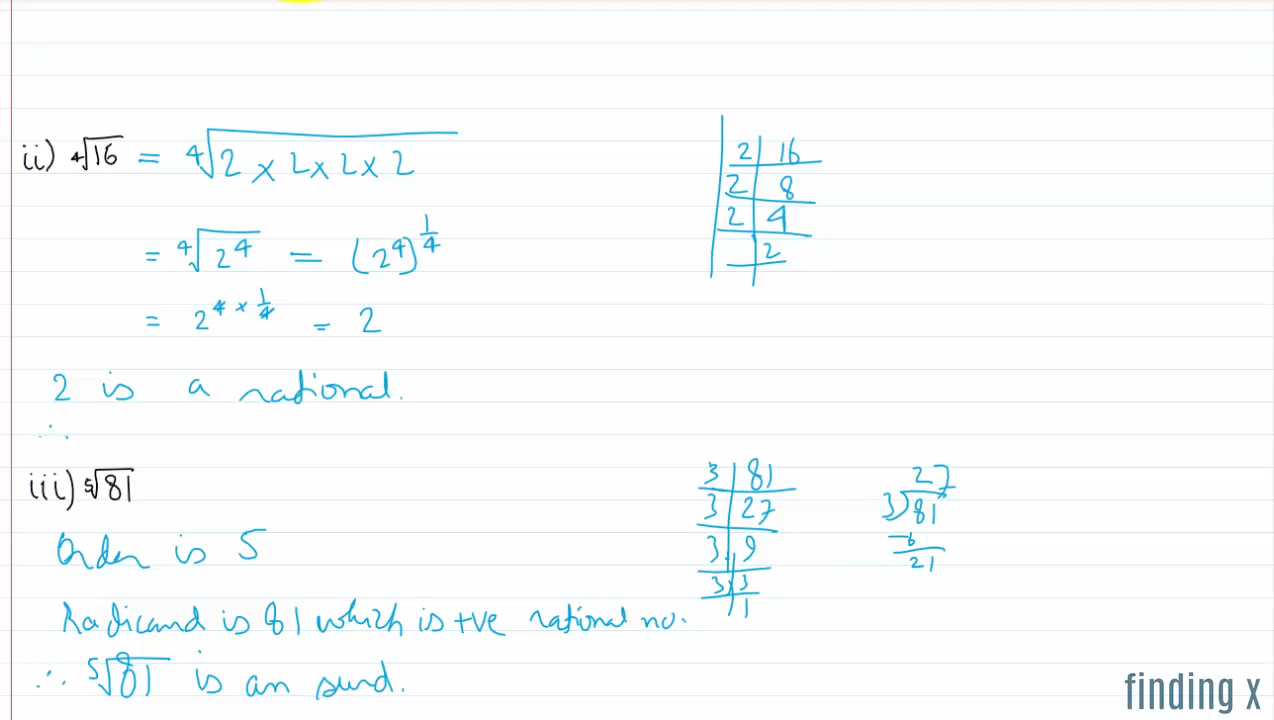 ii) ∜16 = ∜2 × 2 × 2 × 2
= ∜2⁴ = (2⁴)^1/4
= 2^4 × 1/4 = 2
2 is a rational.
∴
2 | 16
2 | 8
2 | 4
2
iii) ⁵√81
Order is 5
Radicand is 81 which is +ve rational no.
∴ ⁵√81 is an surd.
3 | 81
3 | 27
3 | 9
3 | 3
1
27
3)81
-6
21
finding x